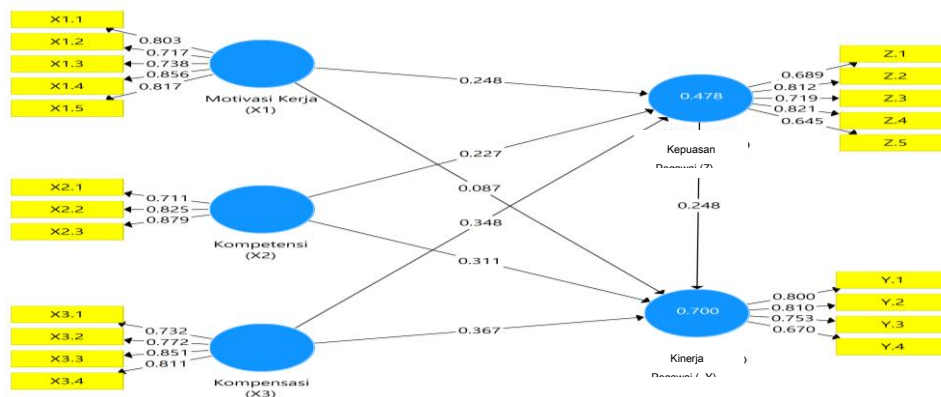 X1.1
X1.2
X1.3
X1.4
X1.5
0.803
0.717
0.738
0.856
0.817
Motivasi Kerja
(X1)
X2.1
X2.2
X2.3
0.711
0.825
0.879
Kompetensi
(X2)
X3.1
X3.2
X3.3
X3.4
0.732
0.772
0.851
0.811
Kompensasi
(X3)
0.248
0.227
0.087
0.348
0.311
0.367
0.248
0.478
Kepuasan
Pegawai (Z)
0.689
0.812
0.719
0.821
0.645
Z.1
Z.2
Z.3
Z.4
Z.5
0.700
Kinerja
Pegawai ( Y)
0.800
0.810
0.753
0.670
Y.1
Y.2
Y.3
Y.4